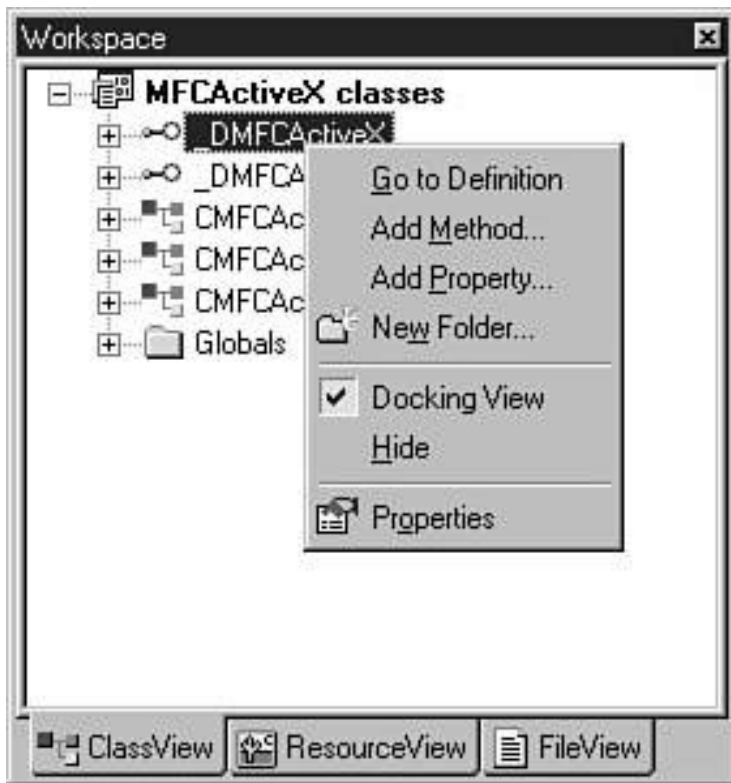 Workspace
MFCActiveX classes
_DMFCActiveX
_DMFCA
CMFCAc
CMFCAc
CMFCAc
Globals
Go to Definition
Add Method...
Add Property...
New Folder...
Docking View
Hide
Properties
ClassView
ResourceView
FileView